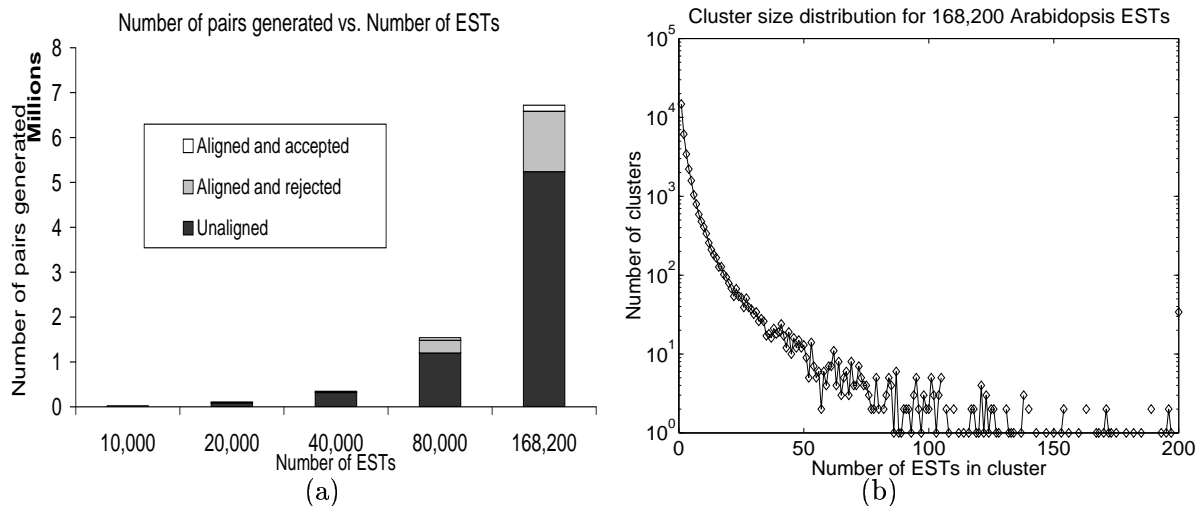 Number of pairs generated vs. Number of ESTs
Number of pairs generated
Millions
8
7
6
5
4
3
2
1
0
Aligned and accepted
Aligned and rejected
Unaligned
10,000
20,000
40,000
80,000
168,200
Number of ESTs
(a)
Cluster size distribution for 168,200 Arabidopsis ESTs
Number of clusters
10^5
10^4
10^3
10^2
10^1
10^0
0
50
100
150
200
Number of ESTs in cluster
(b)